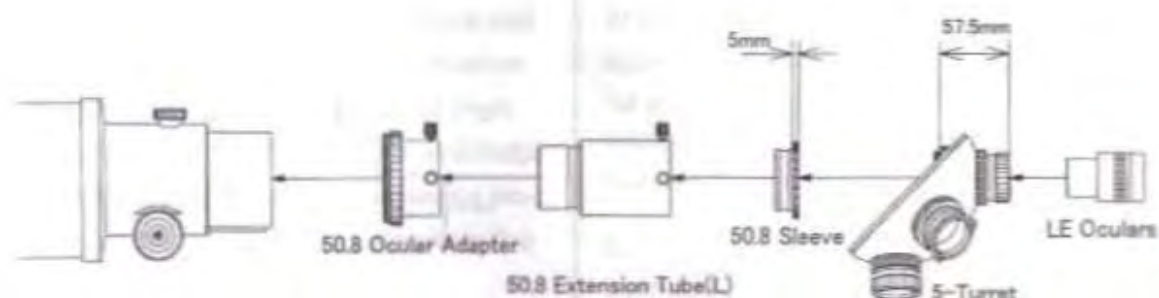 57.5mm
5mm
50.8 Ocular Adapter
50.8 Extension Tube(L)
50.8 Sleeve
5-Turret
LE Oculars